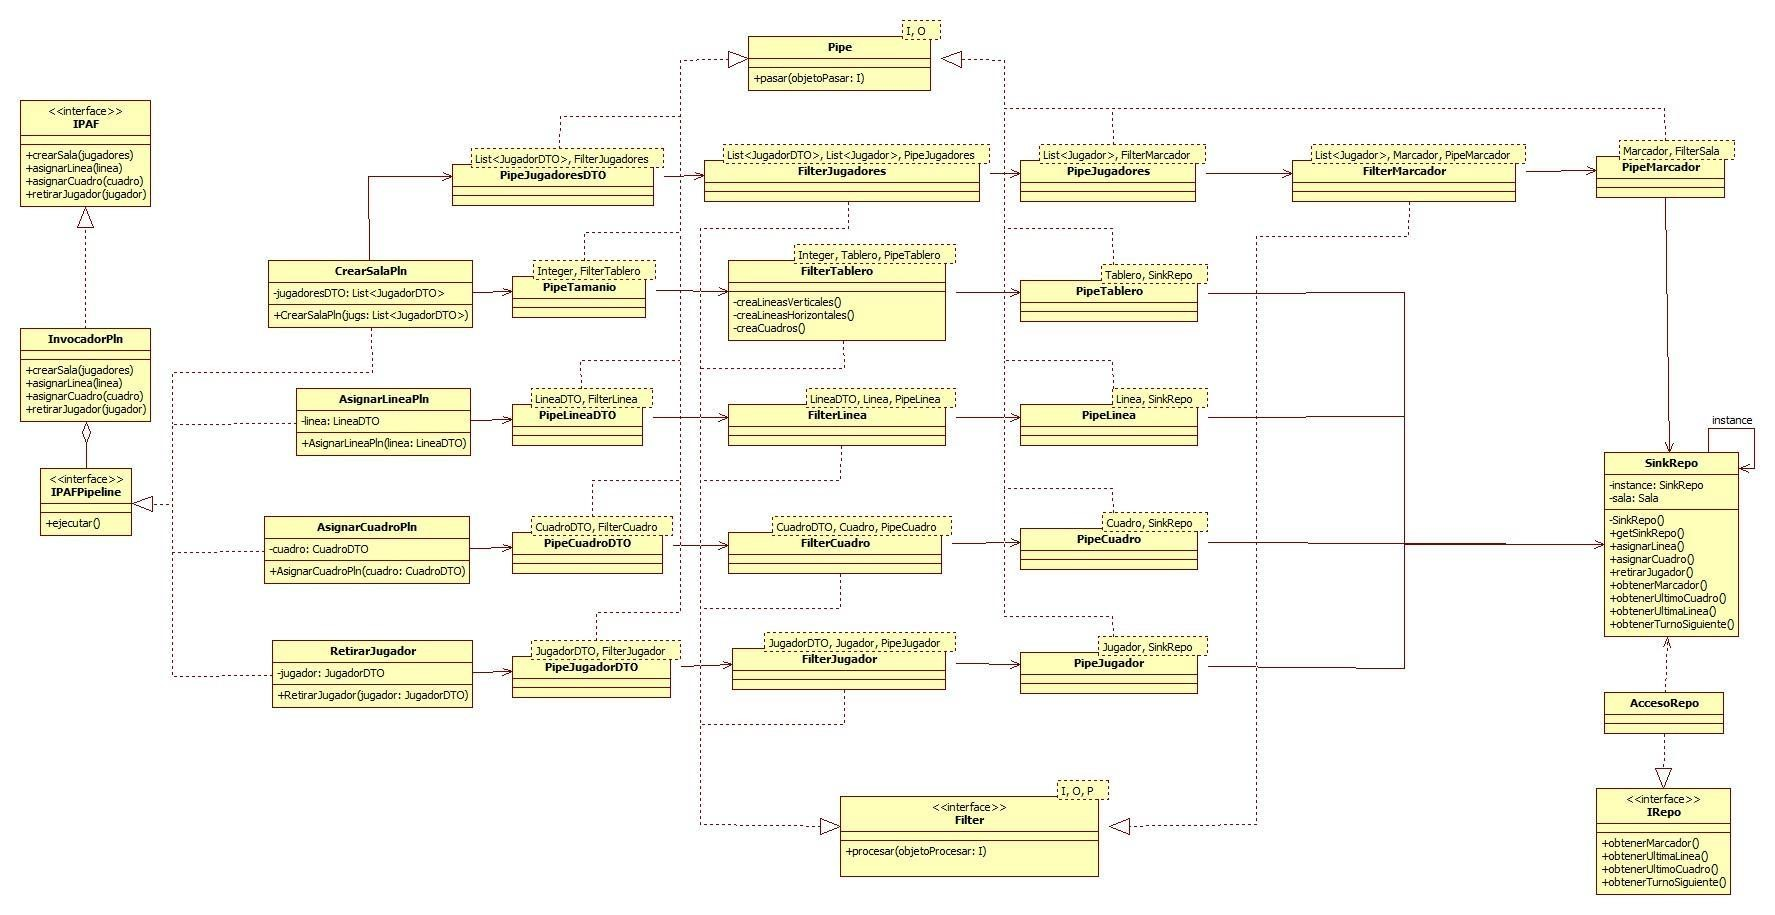 I, O
Pipe
+pasar(objetoPasar: I)
<<interface>>
IPAF
+crearSala(jugadores)
+asignarLinea(linea)
+asignarCuadro(cuadro)
+retirarJugador(jugador)
List<JugadorDTO>, FilterJugadores
PipeJugadoresDTO
List<JugadorDTO>, List<Jugador>, PipeJugadores
FilterJugadores
List<Jugador>, FilterMarcador
PipeJugadores
List<Jugador>, Marcador, PipeMarcador
FilterMarcador
Marcador, FilterSala
PipeMarcador
CrearSalaPln
-jugadoresDTO: List<JugadorDTO>
+CrearSalaPln(jugs: List<JugadorDTO>)
Integer, FilterTablero
PipeTamanio
Integer, Tablero, PipeTablero
FilterTablero
-creaLineasVerticales()
-creaLineasHorizontales()
-creaCuadros()
Tablero, SinkRepo
PipeTablero
InvocadorPln
+crearSala(jugadores)
+asignarLinea(linea)
+asignarCuadro(cuadro)
+retirarJugador(jugador)
AsignarLineaPln
-linea: LineaDTO
+AsignarLineaPln(linea: LineaDTO)
LineaDTO, FilterLinea
PipeLineaDTO
LineaDTO, Linea, PipeLinea
FilterLinea
Linea, SinkRepo
PipeLinea
instance
SinkRepo
-instance: SinkRepo
-sala: Sala
-SinkRepo()
+getSinkRepo()
+asignarLinea()
+asignarCuadro()
+retirarJugador()
+obtenerMarcador()
+obtenerUltimoCuadro()
+obtenerUltimaLinea()
+obtenerTurnoSiguiente()
<<interface>>
IPAFPipeline
+ejecutar()
AsignarCuadroPln
-cuadro: CuadroDTO
+AsignarCuadroPln(cuadro: CuadroDTO)
CuadroDTO, FilterCuadro
PipeCuadroDTO
CuadroDTO, Cuadro, PipeCuadro
FilterCuadro
Cuadro, SinkRepo
PipeCuadro
RetirarJugador
-jugador: JugadorDTO
+RetirarJugador(jugador: JugadorDTO)
JugadorDTO, FilterJugador
PipeJugadorDTO
JugadorDTO, Jugador, PipeJugador
FilterJugador
Jugador, SinkRepo
PipeJugador
AccesoRepo
I, O, P
<<interface>>
Filter
+procesar(objetoProcesar: I)
<<interface>>
IRepo
+obtenerMarcador()
+obtenerUltimaLinea()
+obtenerUltimoCuadro()
+obtenerTurnoSiguiente()